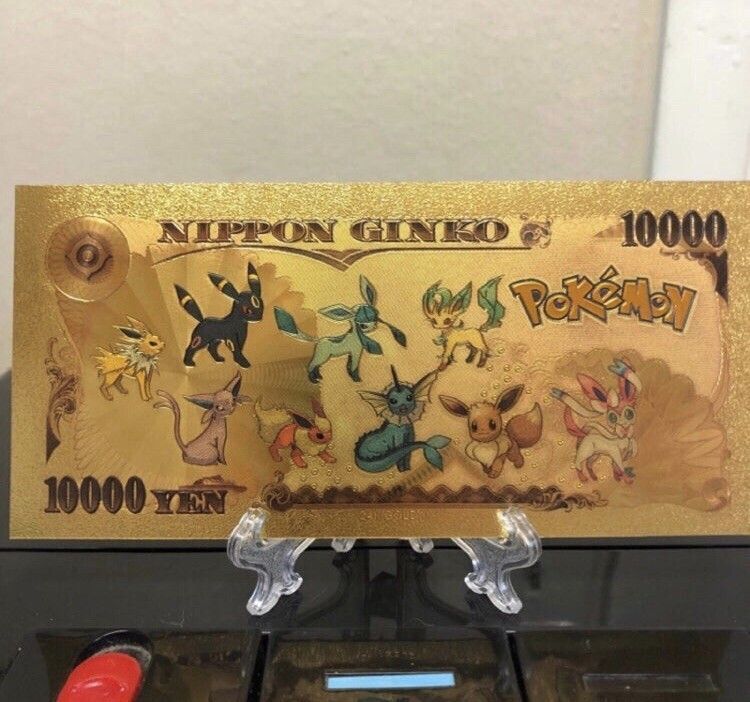 NIPPON GINKO
10000
POKéMON
10000 YEN